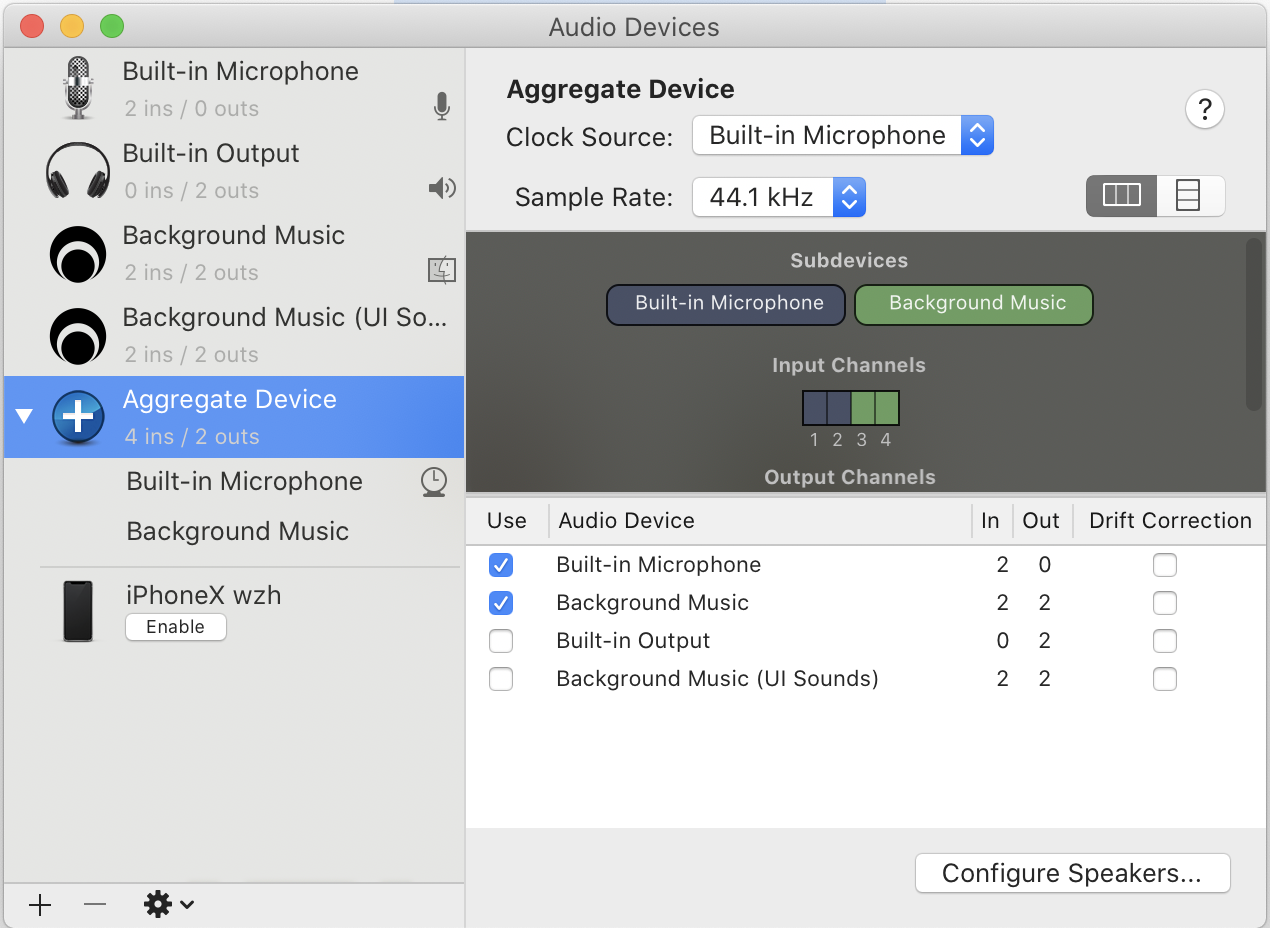 Audio Devices
Built-in Microphone
2 ins / 0 outs
Built-in Output
0 ins / 2 outs
Background Music
2 ins / 2 outs
Background Music (UI So...
2 ins / 2 outs
Aggregate Device
4 ins / 2 outs
Built-in Microphone
Background Music
iPhoneX wzh
Enable
Aggregate Device
?
Clock Source: Built-in Microphone
Sample Rate: 44.1 kHz
Subdevices
Built-in Microphone Background Music
Input Channels
1 2 3 4
Output Channels
Use Audio Device In Out Drift Correction
Built-in Microphone 2 0
Background Music 2 2
Built-in Output 0 2
Background Music (UI Sounds) 2 2
Configure Speakers...